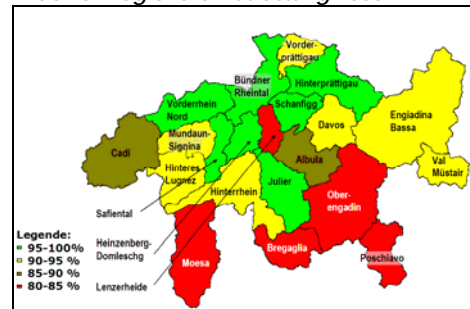 Vorder-
prättigau
Bündner
Rheintal
Hinterprättigau
Vorderrhein
Nord
Schanfigg
Engiadina
Bassa
Davos
Mundaun-
Signina
Cadi
Albula
Val
Müstair
Hinteres
Lugnez
Hinterrhein
Julier
Ober-
engadin
Safiental
Legende:
95-100%
90-95 %
85-90 %
80-85 %
Heinzenberg-
Domleschg
Lenzerheide
Moesa
Bregaglia
Poschiavo